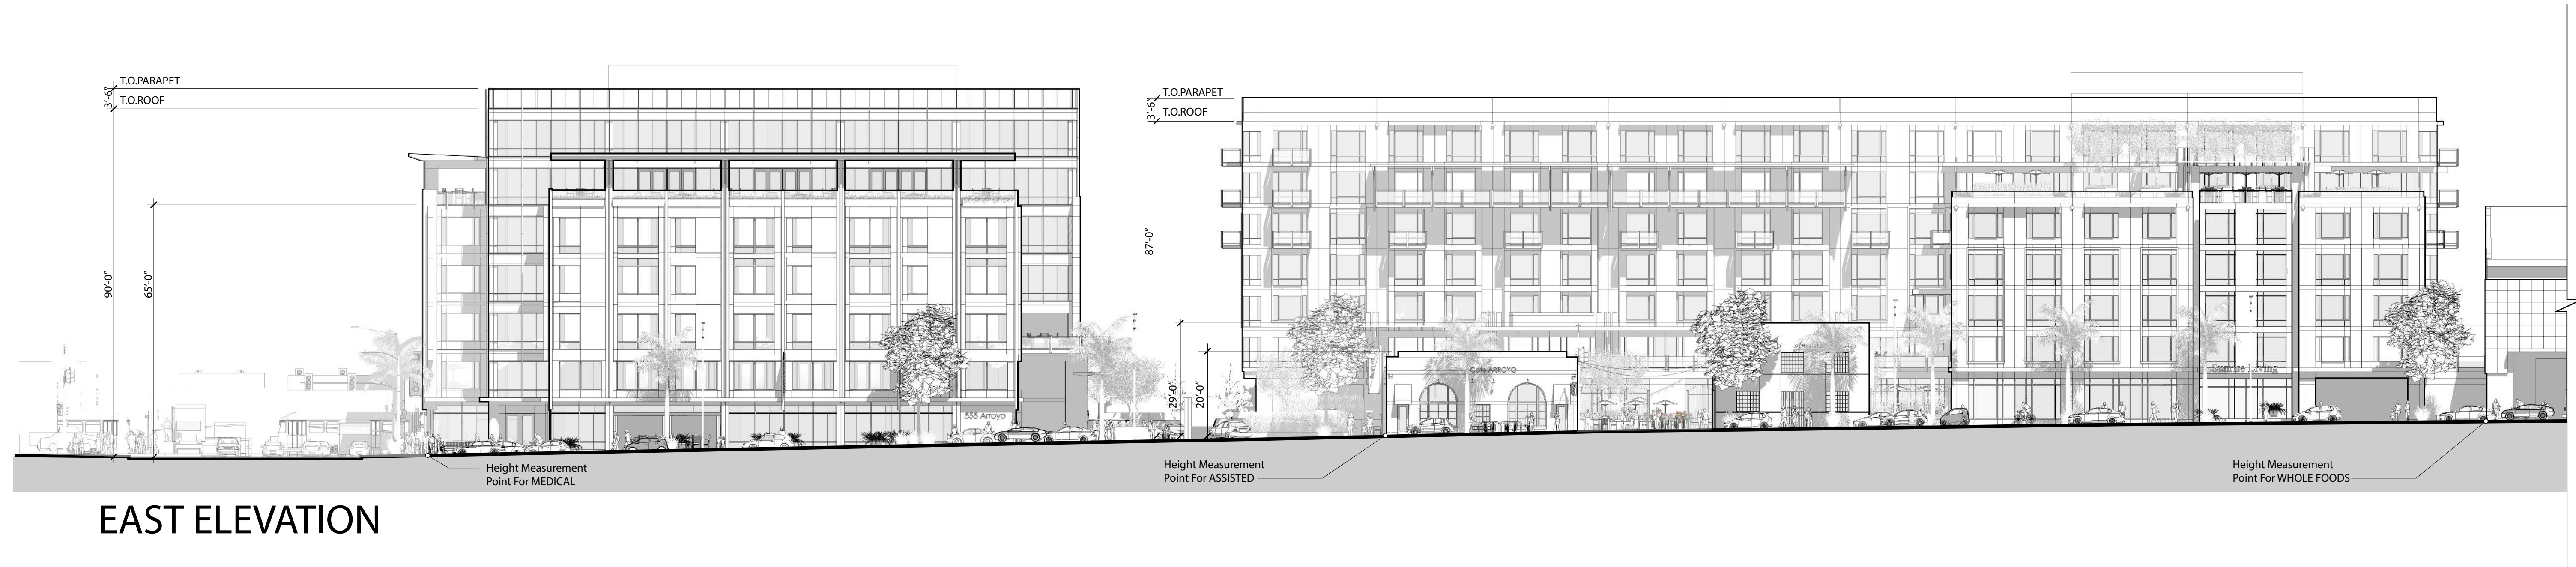 T.O.PARAPET
3'-6"
T.O.ROOF
90'-0"
65'-0"
555 Arroyo
Height Measurement
Point For MEDICAL
T.O.PARAPET
3'-6"
T.O.ROOF
87'-0"
29'-0"
20'-0"
Cafe ARROYO
Height Measurement
Point For ASSISTED
Living
Height Measurement
Point For WHOLE FOODS
EAST ELEVATION